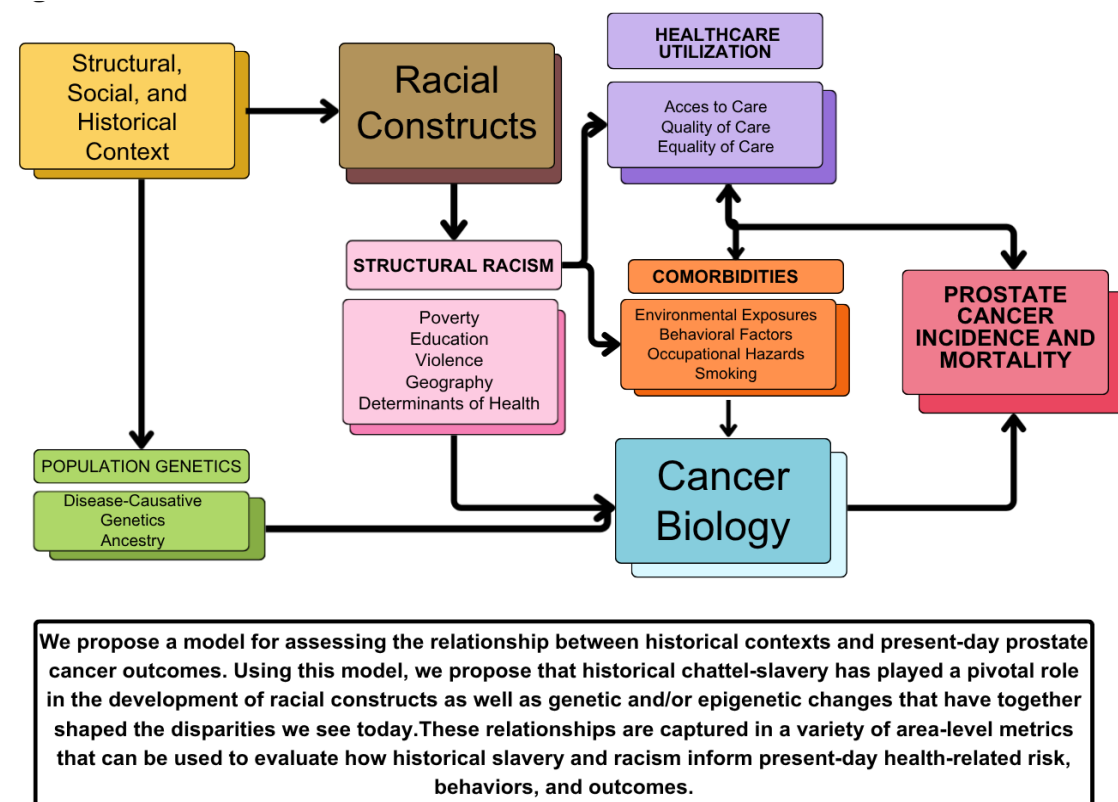 Structural,
Social, and
Historical
Context
Racial
Constructs
HEALTHCARE
UTILIZATION
Acces to Care
Quality of Care
Equality of Care
STRUCTURAL RACISM
Poverty
Education
Violence
Geography
Determinants of Health
COMORBIDITIES
Environmental Exposures
Behavioral Factors
Occupational Hazards
Smoking
PROSTATE
CANCER
INCIDENCE AND
MORTALITY
POPULATION GENETICS
Disease-Causative
Genetics
Ancestry
Cancer
Biology
We propose a model for assessing the relationship between historical contexts and present-day prostate
cancer outcomes. Using this model, we propose that historical chattel-slavery has played a pivotal role
in the development of racial constructs as well as genetic and/or epigenetic changes that have together
shaped the disparities we see today.These relationships are captured in a variety of area-level metrics
that can be used to evaluate how historical slavery and racism inform present-day health-related risk,
behaviors, and outcomes.